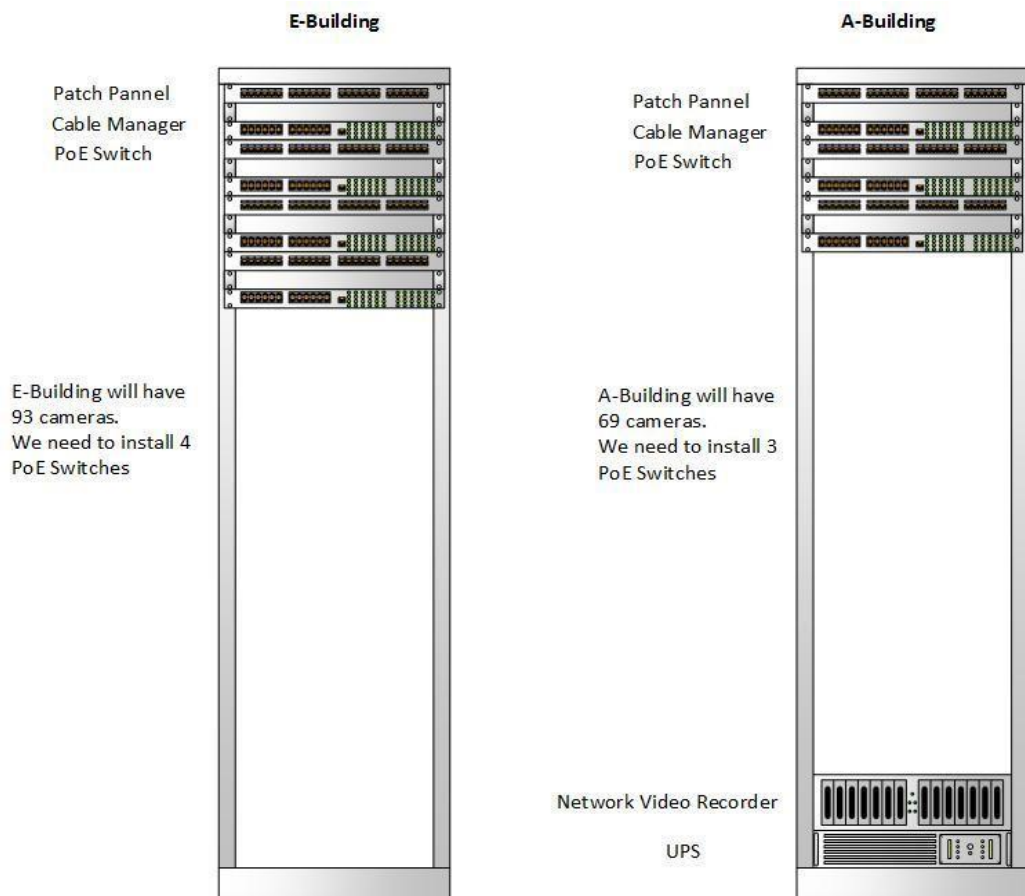 E-Building
Patch Pannel
Cable Manager
PoE Switch
E-Building will have
93 cameras.
We need to install 4
PoE Switches
A-Building
Patch Pannel
Cable Manager
PoE Switch
A-Building will have
69 cameras.
We need to install 3
PoE Switches
Network Video Recorder
UPS